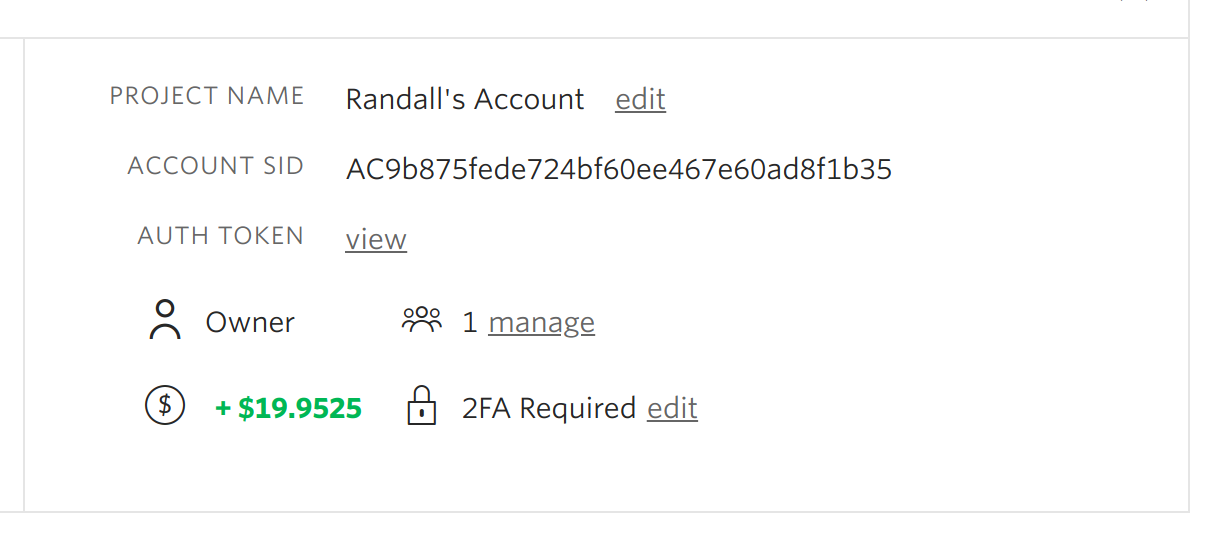 PROJECT NAME Randall's Account edit
ACCOUNT SID AC9b875fede724bf60ee467e60ad8f1b35
AUTH TOKEN view
Owner 1 manage
$ + $19.9525 2FA Required edit